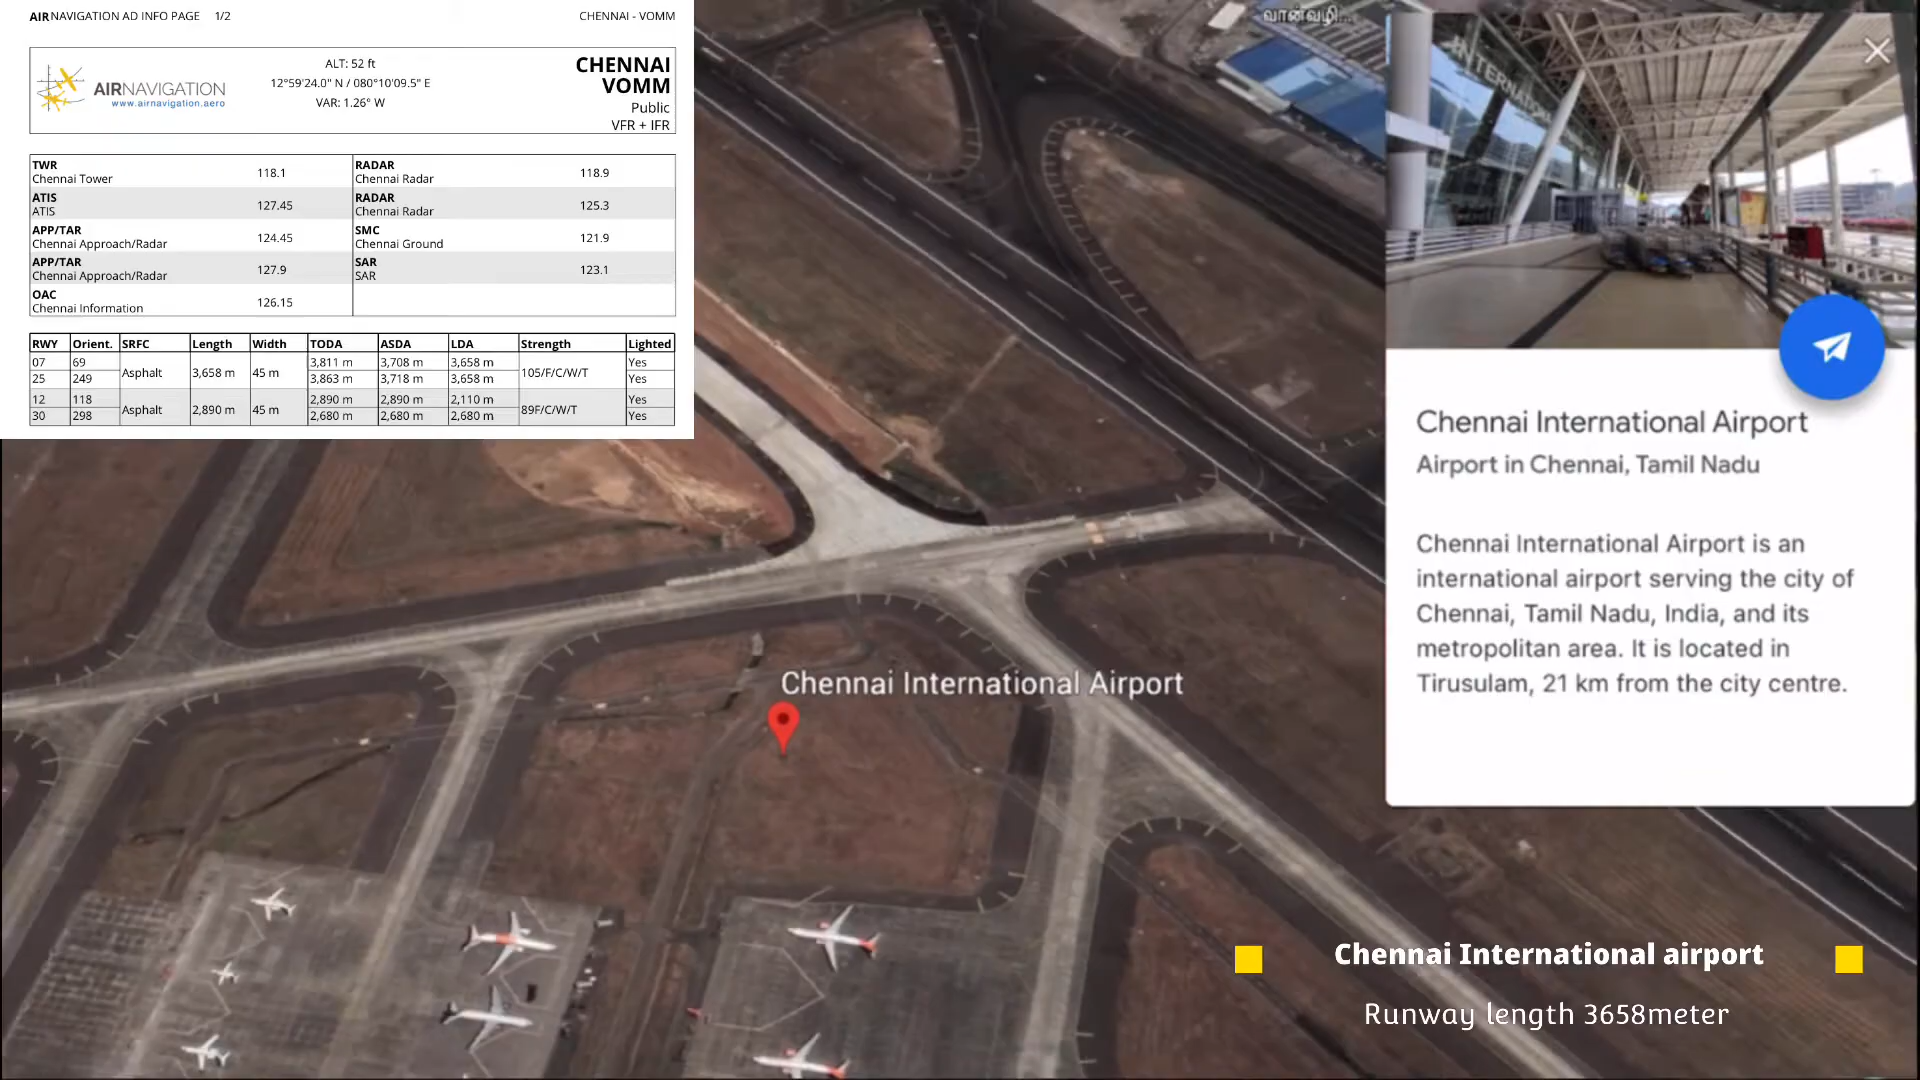 AIRNAVIGATION AD INFO PAGE 1/2
CHENNAI - VOMM
AIRNAVIGATION
www.airnavigation.aero
ALT: 52 ft
12°59'24.0" N / 080°10'09.5" E
VAR: 1.26° W
CHENNAI
VOMM
Public
VFR + IFR
TWR
Chennai Tower 118.1
RADAR
Chennai Radar 118.9
ATIS
ATIS 127.45
RADAR
Chennai Radar 125.3
APP/TAR
Chennai Approach/Radar 124.45
SMC
Chennai Ground 121.9
APP/TAR
Chennai Approach/Radar 127.9
SAR
SAR 123.1
OAC
Chennai Information 126.15
RWY Orient. SRFC Length Width TODA ASDA LDA Strength Lighted
07 69 Asphalt 3,658 m 45 m 3,811 m 3,708 m 3,658 m 105/F/C/W/T Yes
25 249 3,863 m 3,718 m 3,658 m Yes
12 118 Asphalt 2,890 m 45 m 2,890 m 2,890 m 2,110 m 89F/C/W/T Yes
30 298 2,680 m 2,680 m 2,680 m Yes
வான்வழி...
INTERNATIONAL
Chennai International Airport
Airport in Chennai, Tamil Nadu
Chennai International Airport is an
international airport serving the city of
Chennai, Tamil Nadu, India, and its
metropolitan area. It is located in
Tirusulam, 21 km from the city centre.
Chennai International Airport
Chennai International airport
Runway length 3658meter